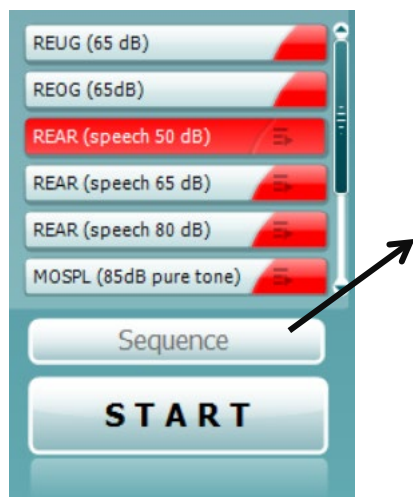 REUG (65 dB)
REOG (65dB)
REAR (speech 50 dB)
REAR (speech 65 dB)
REAR (speech 80 dB)
MOSPL (85dB pure tone)
Sequence
START